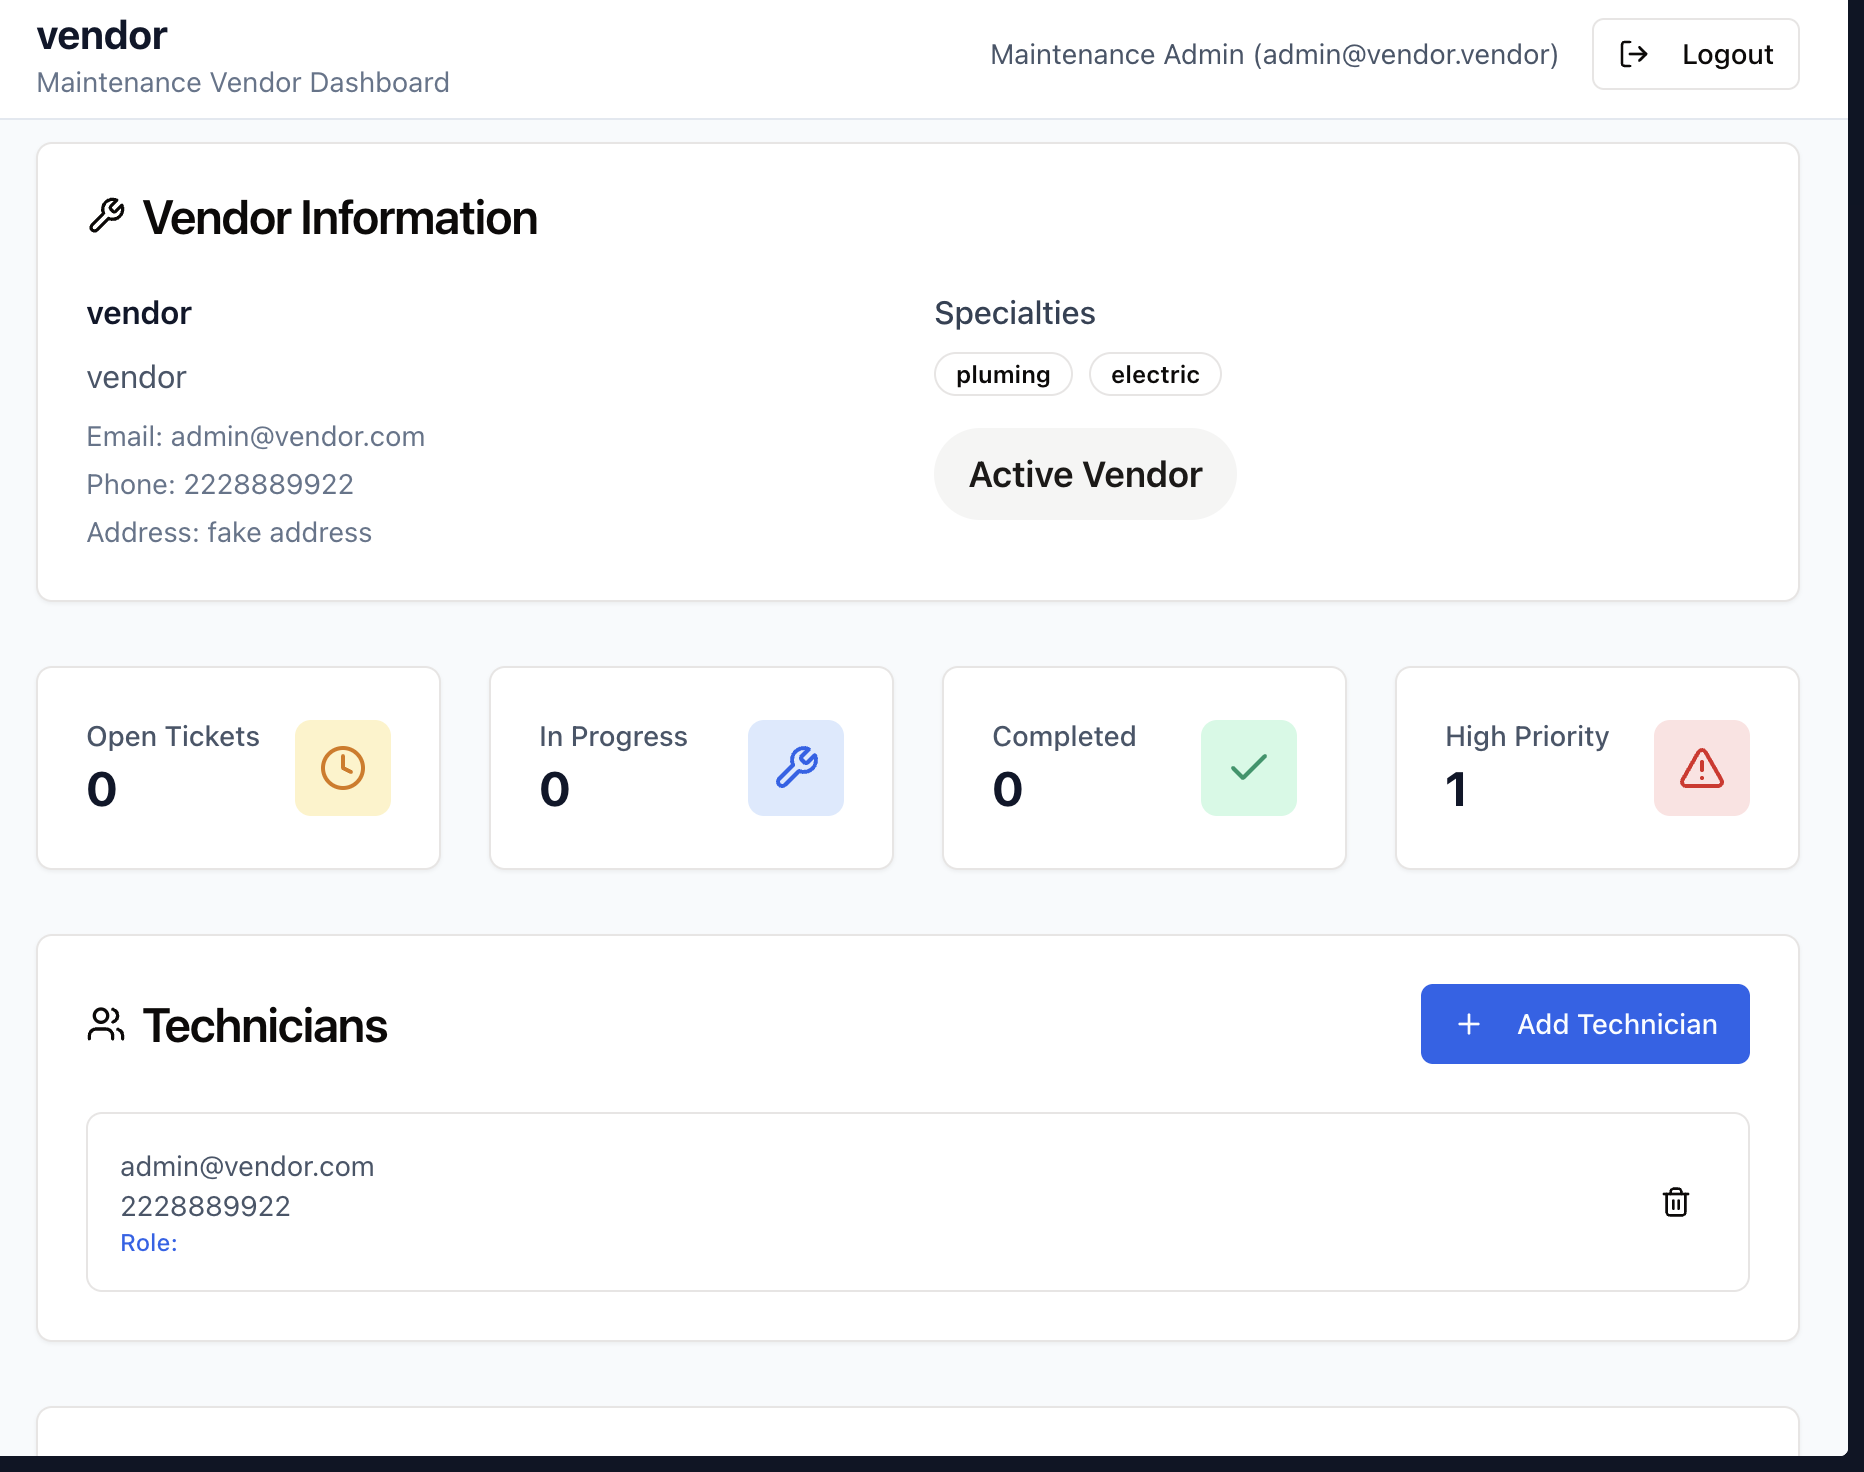 vendor
Maintenance Vendor Dashboard
Maintenance Admin (admin@vendor.vendor)
Logout
Vendor Information
vendor
vendor
Email: admin@vendor.com
Phone: 2228889922
Address: fake address
Specialties
pluming
electric
Active Vendor
Open Tickets
0
In Progress
0
Completed
0
High Priority
1
Technicians
Add Technician
admin@vendor.com
2228889922
Role: